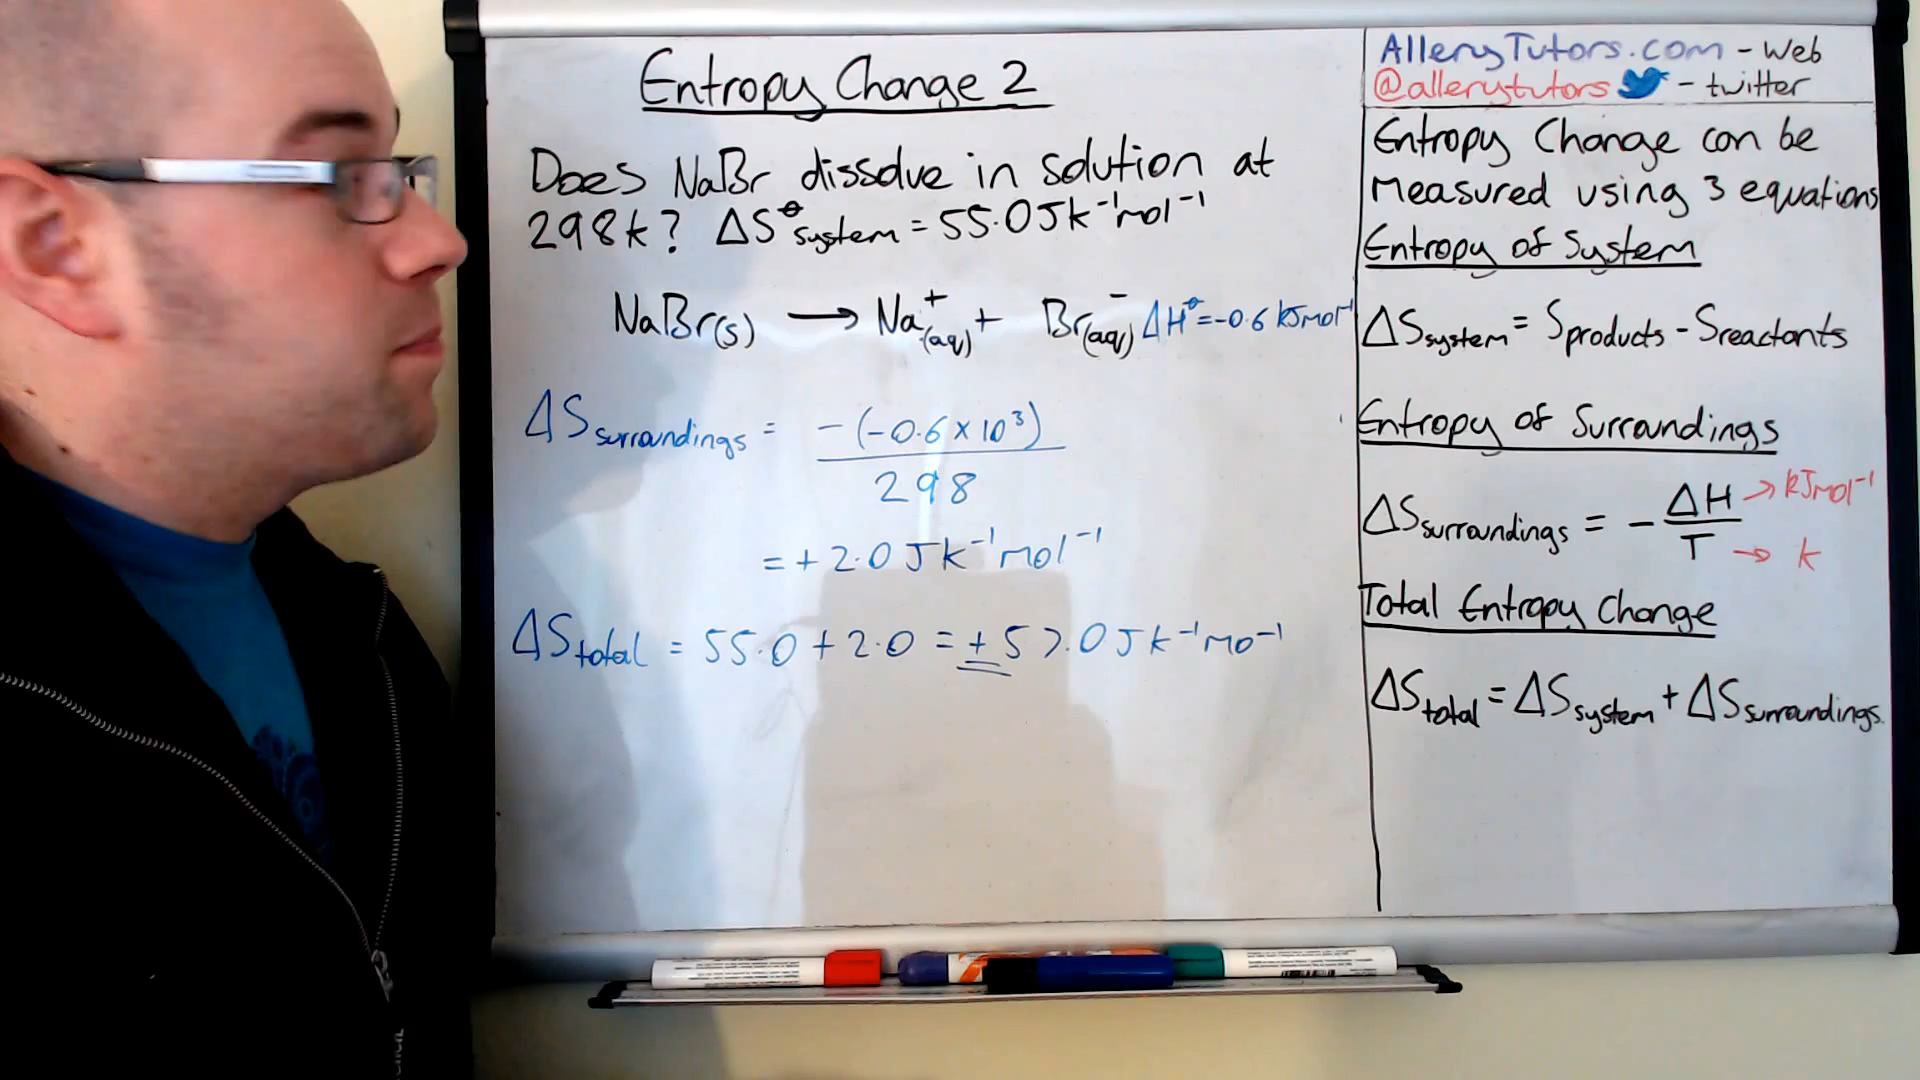 Entropy Change 2
Does NaBr dissolve in solution at
298k? ΔS⦵system = 55.0 Jk⁻¹mol⁻¹
NaBr(s) → Na⁺(aq) + Br⁻(aq) ΔH⦵ = -0.6 kJmol⁻¹
ΔSsurroundings = -(-0.6 × 10³)
298
= + 2.0 Jk⁻¹mol⁻¹
ΔStotal = 55.0 + 2.0 = + 57.0 Jk⁻¹mo⁻¹
AlleryTutors.com - Web
@allerytutors - twitter
Entropy Change can be
Measured using 3 equations
Entropy of System
ΔSsystem = Sproducts - Sreactants
Entropy of Surroundings
ΔSsurroundings = - ΔH → kJmol⁻¹
T → k
Total Entropy Change
ΔStotal = ΔSsystem + ΔSsurroundings.